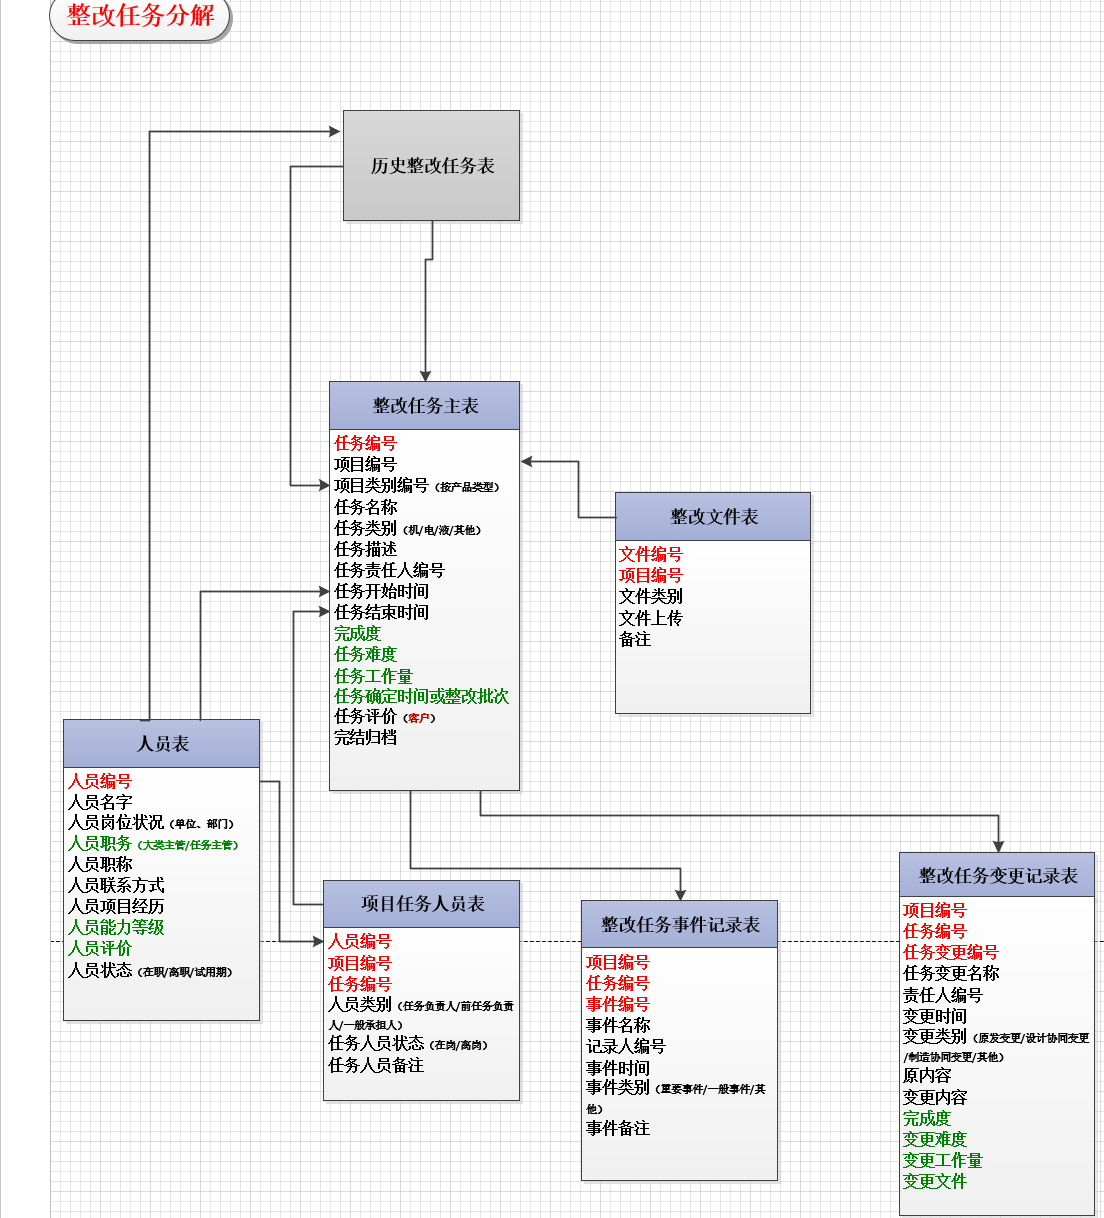 整改任务分解
历史整改任务表
整改任务主表
任务编号
项目编号
项目类别编号（按产品类型）
任务名称
任务类别（机/电/液/其他）
任务描述
任务责任人编号
任务开始时间
任务结束时间
完成度
任务难度
任务工作量
任务确定时间或整改批次
任务评价（客户）
完结归档
整改文件表
文件编号
项目编号
文件类别
文件上传
备注
人员表
人员编号
人员名字
人员岗位状况（单位、部门）
人员职务（大类主管/任务主管）
人员职称
人员联系方式
人员项目经历
人员能力等级
人员评价
人员状态（在职/离职/试用期）
项目任务人员表
人员编号
项目编号
任务编号
人员类别（任务负责人/前任务负责
人/一般承担人）
任务人员状态（在岗/离岗）
任务人员备注
整改任务事件记录表
项目编号
任务编号
事件编号
事件名称
记录人编号
事件时间
事件类别（重要事件/一般事件/其
他）
事件备注
整改任务变更记录表
项目编号
任务编号
任务变更编号
任务变更名称
责任人编号
变更时间
变更类别（原发变更/设计协同变更
/制造协同变更/其他）
原内容
变更内容
完成度
变更难度
变更工作量
变更文件